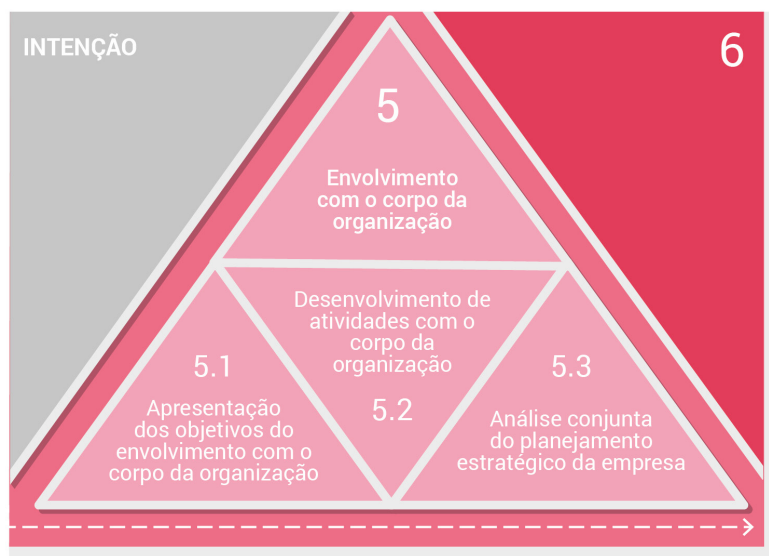 INTENÇÃO
6
5
Envolvimento
com o corpo da
organização
5.1
Apresentação
dos objetivos do
envolvimento com o
corpo da organização
Desenvolvimento de
atividades com o
corpo da
organização
5.2
5.3
Análise conjunta
do planejamento
estratégico da empresa